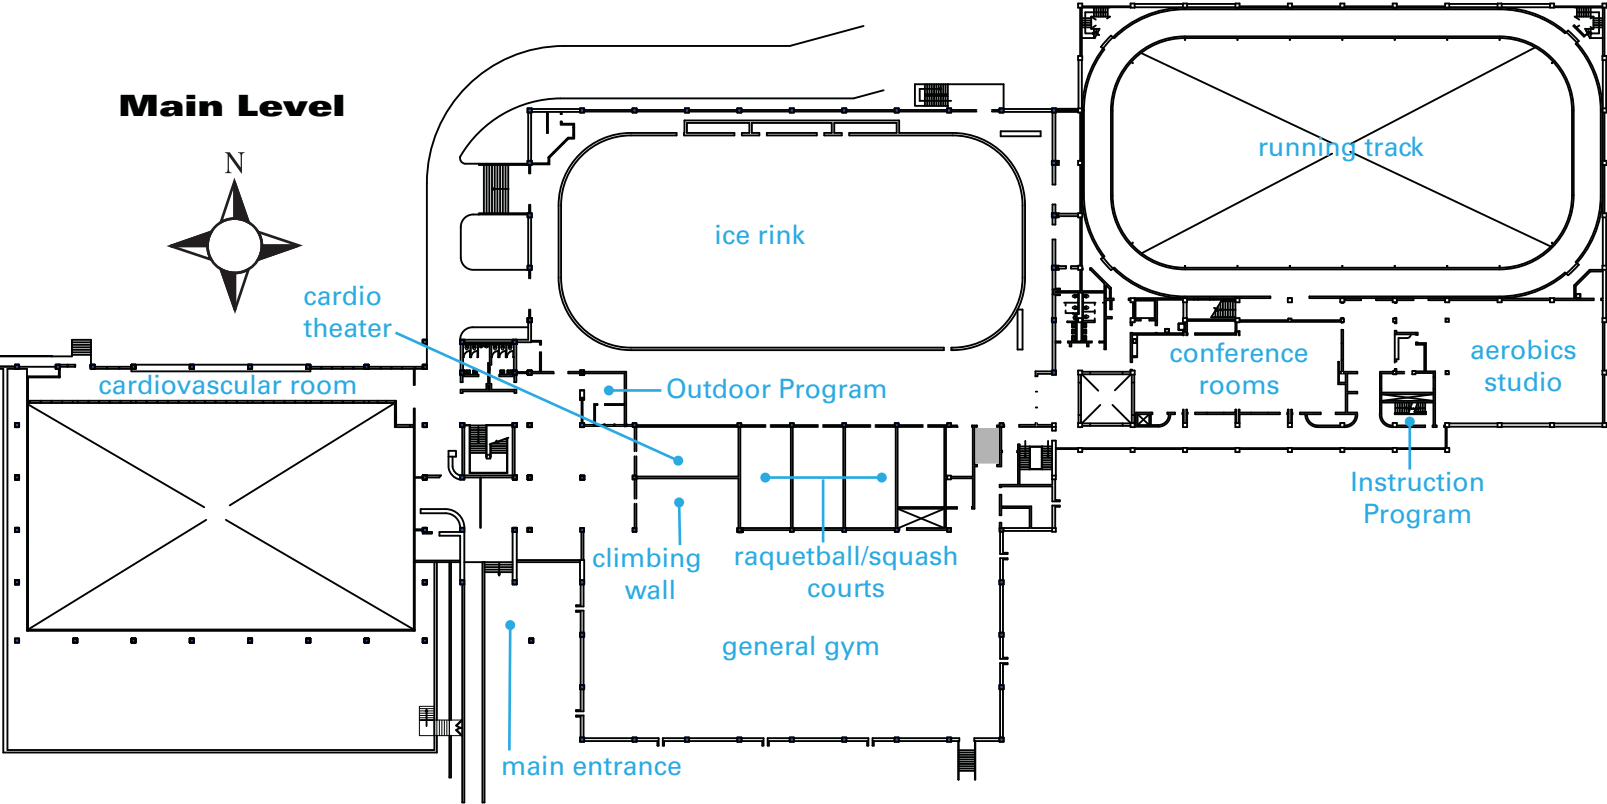 Main Level
N
running track
ice rink
cardio
theater
conference
rooms
aerobics
studio
cardiovascular room
Outdoor Program
Instruction
Program
climbing
wall
raquetball/squash
courts
general gym
main entrance